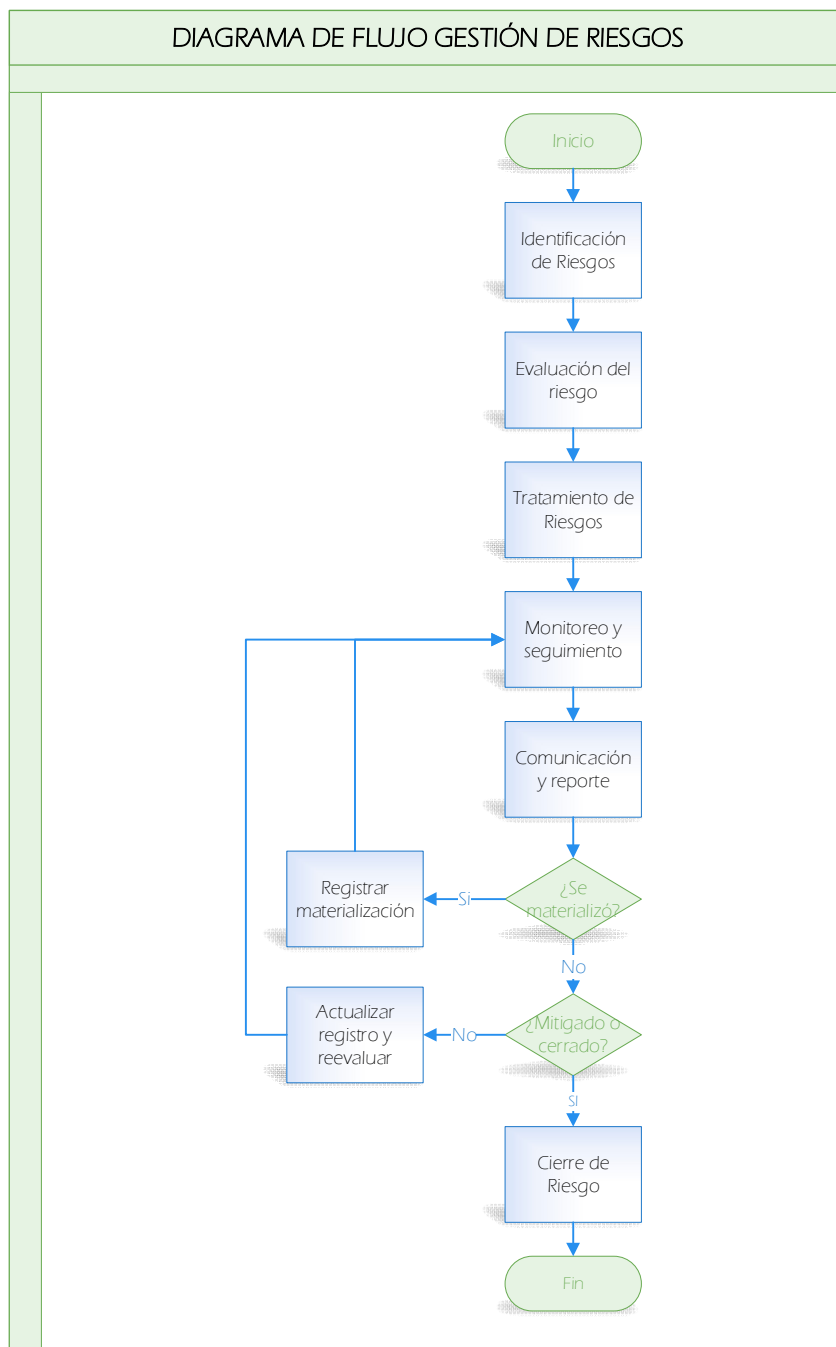 DIAGRAMA DE FLUJO GESTIÓN DE RIESGOS
Inicio
Identificación
de Riesgos
Evaluación del
riesgo
Tratamiento de
Riesgos
Monitoreo y
seguimiento
Comunicación
y reporte
¿Se
materializó?
Si
Registrar
materialización
No
¿Mitigado o
cerrado?
No
Actualizar
registro y
reevaluar
SI
Cierre de
Riesgo
Fin